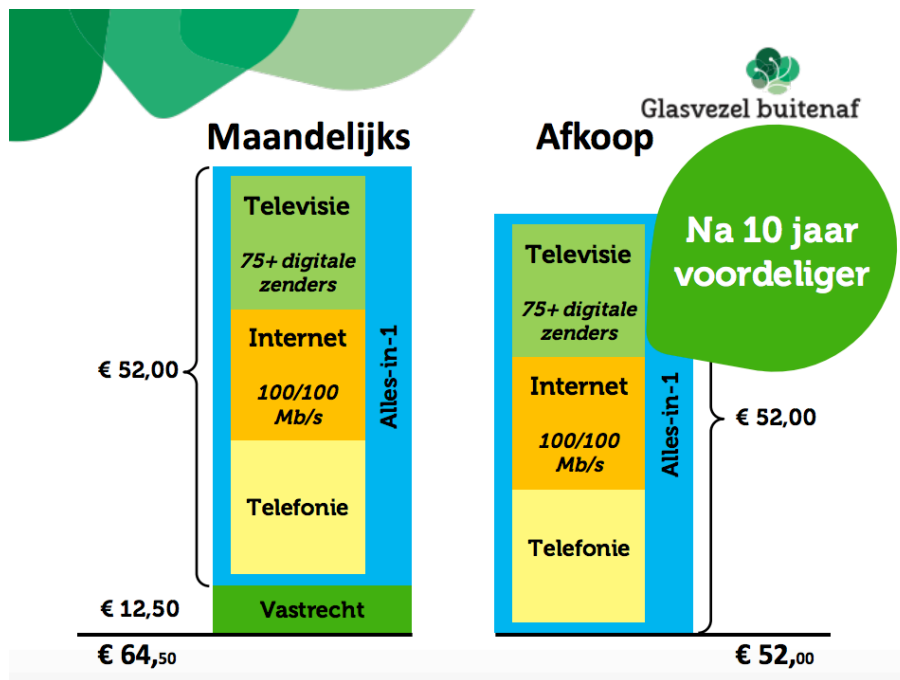 Glasvezel buitenaf
Maandelijks
Televisie
75+ digitale
zenders
Internet
100/100
Mb/s
Telefonie
Alles-in-1
€ 52,00
€ 12,50
Vastrecht
€ 64,50
Afkoop
Na 10 jaar
voordeliger
Televisie
75+ digitale
zenders
Internet
100/100
Mb/s
Telefonie
Alles-in-1
€ 52,00
€ 52,00